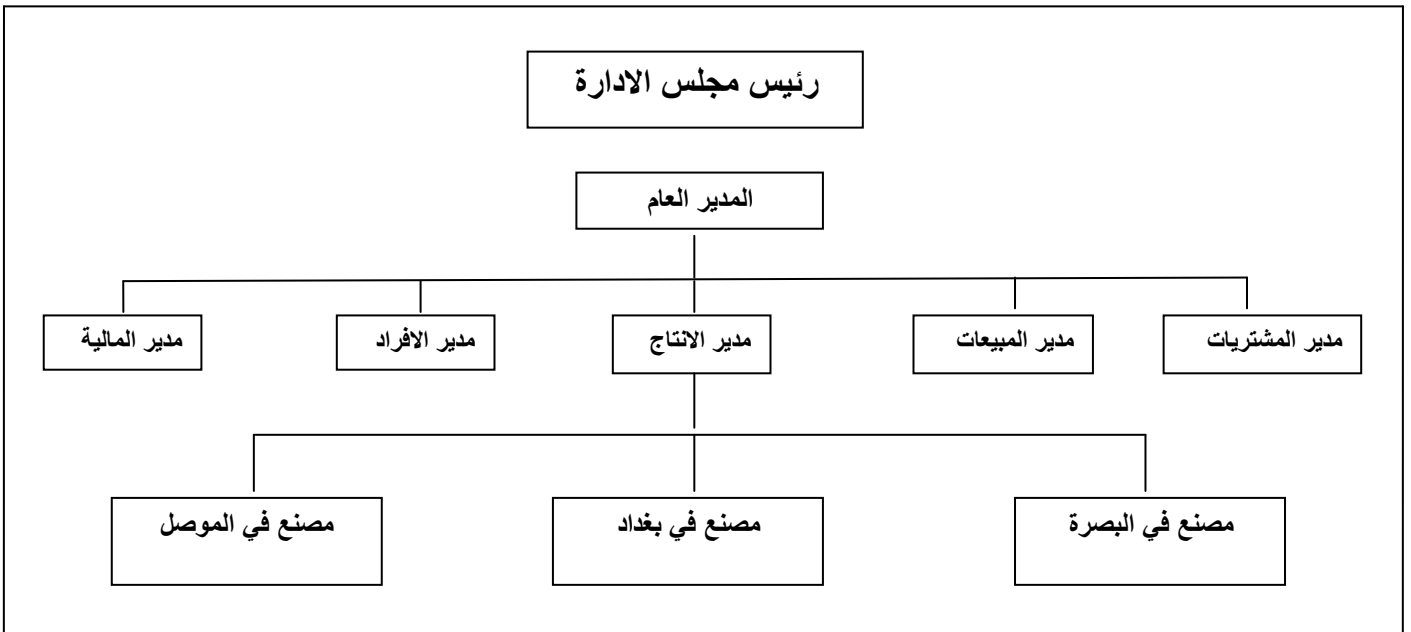 رئيس مجلس الادارة
المدير العام
مدير المشتريات
مدير المبيعات
مدير الانتاج
مدير الافراد
مدير المالية
مصنع في البصرة
مصنع في بغداد
مصنع في الموصل